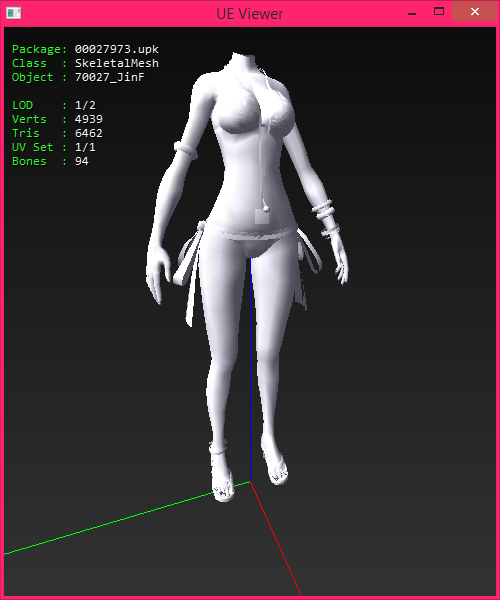 UE Viewer
Package: 00027973.upk
Class  : SkeletalMesh
Object : 70027_JinF
LOD    : 1/2
Verts  : 4939
Tris   : 6462
UV Set : 1/1
Bones  : 94